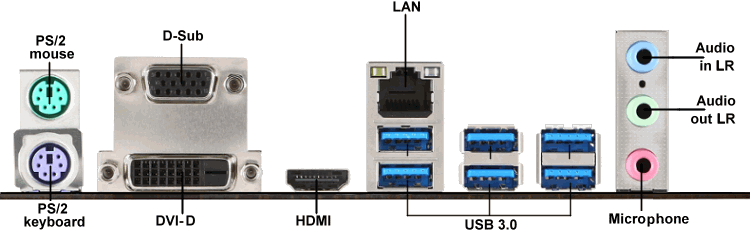 PS/2
mouse
D-Sub
LAN
Audio
in LR
Audio
out LR
PS/2
keyboard
DVI-D
HDMI
USB 3.0
Microphone